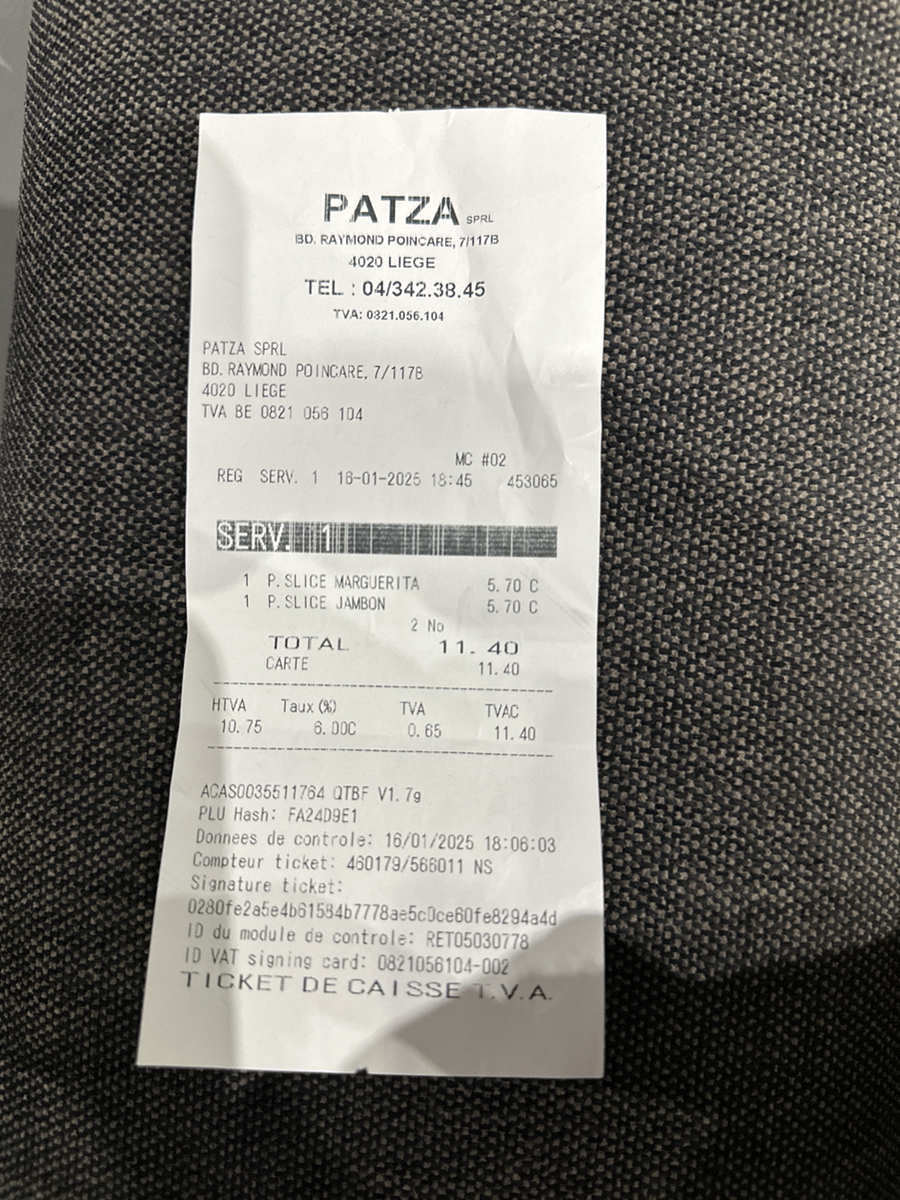 PATZA SPRL
BD. RAYMOND POINCARE, 7/117B
4020 LIEGE
TEL : 04/342.38.45
TVA: 0821.056.104
PATZA SPRL
BD. RAYMOND POINCARE, 7/117B
4020 LIEGE
TVA BE 0821 056 104
MC #02
REG SERV. 1 16-01-2025 18:45 453065
SERV. 1
1 P.SLICE MARGUERITA 5.70 C
1 P.SLICE JAMBON 5.70 C
2 No
TOTAL 11.40
CARTE 11.40
HTVA Taux (%) TVA TVAC
10.75 6.00C 0.65 11.40
ACAS0035511764 QTBF V1.7g
PLU Hash: FA24D9E1
Donnees de controle: 16/01/2025 18:06:03
Compteur ticket: 460179/566011 NS
Signature ticket:
0280fe2a5e4b61584b7778ae5c0ce60fe8294a4d
ID du module de controle: RET05030778
ID VAT signing card: 0821056104-002
TICKET DE CAISSE T.V.A.